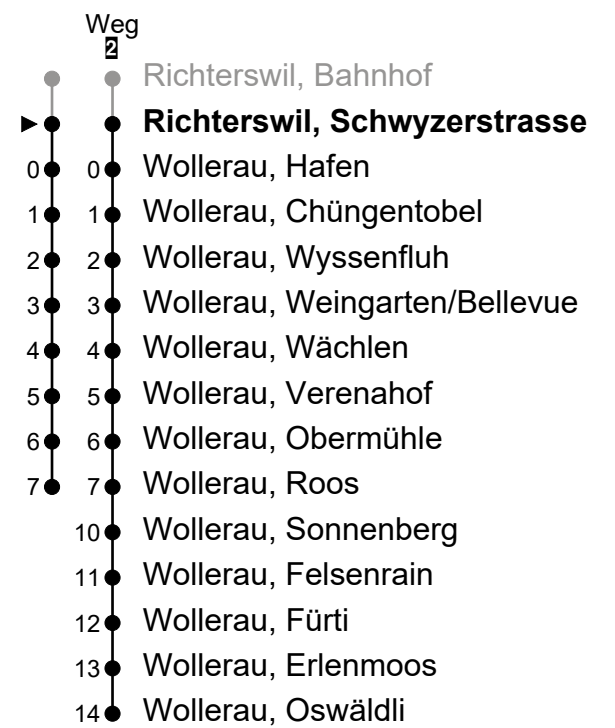 Weg
2
Richterswil, Bahnhof
Richterswil, Schwyzerstrasse
0 0 Wollerau, Hafen
1 1 Wollerau, Chüngentobel
2 2 Wollerau, Wyssenfluh
3 3 Wollerau, Weingarten/Bellevue
4 4 Wollerau, Wächlen
5 5 Wollerau, Verenahof
6 6 Wollerau, Obermühle
7 7 Wollerau, Roos
10 Wollerau, Sonnenberg
11 Wollerau, Felsenrain
12 Wollerau, Fürti
13 Wollerau, Erlenmoos
14 Wollerau, Oswäldli